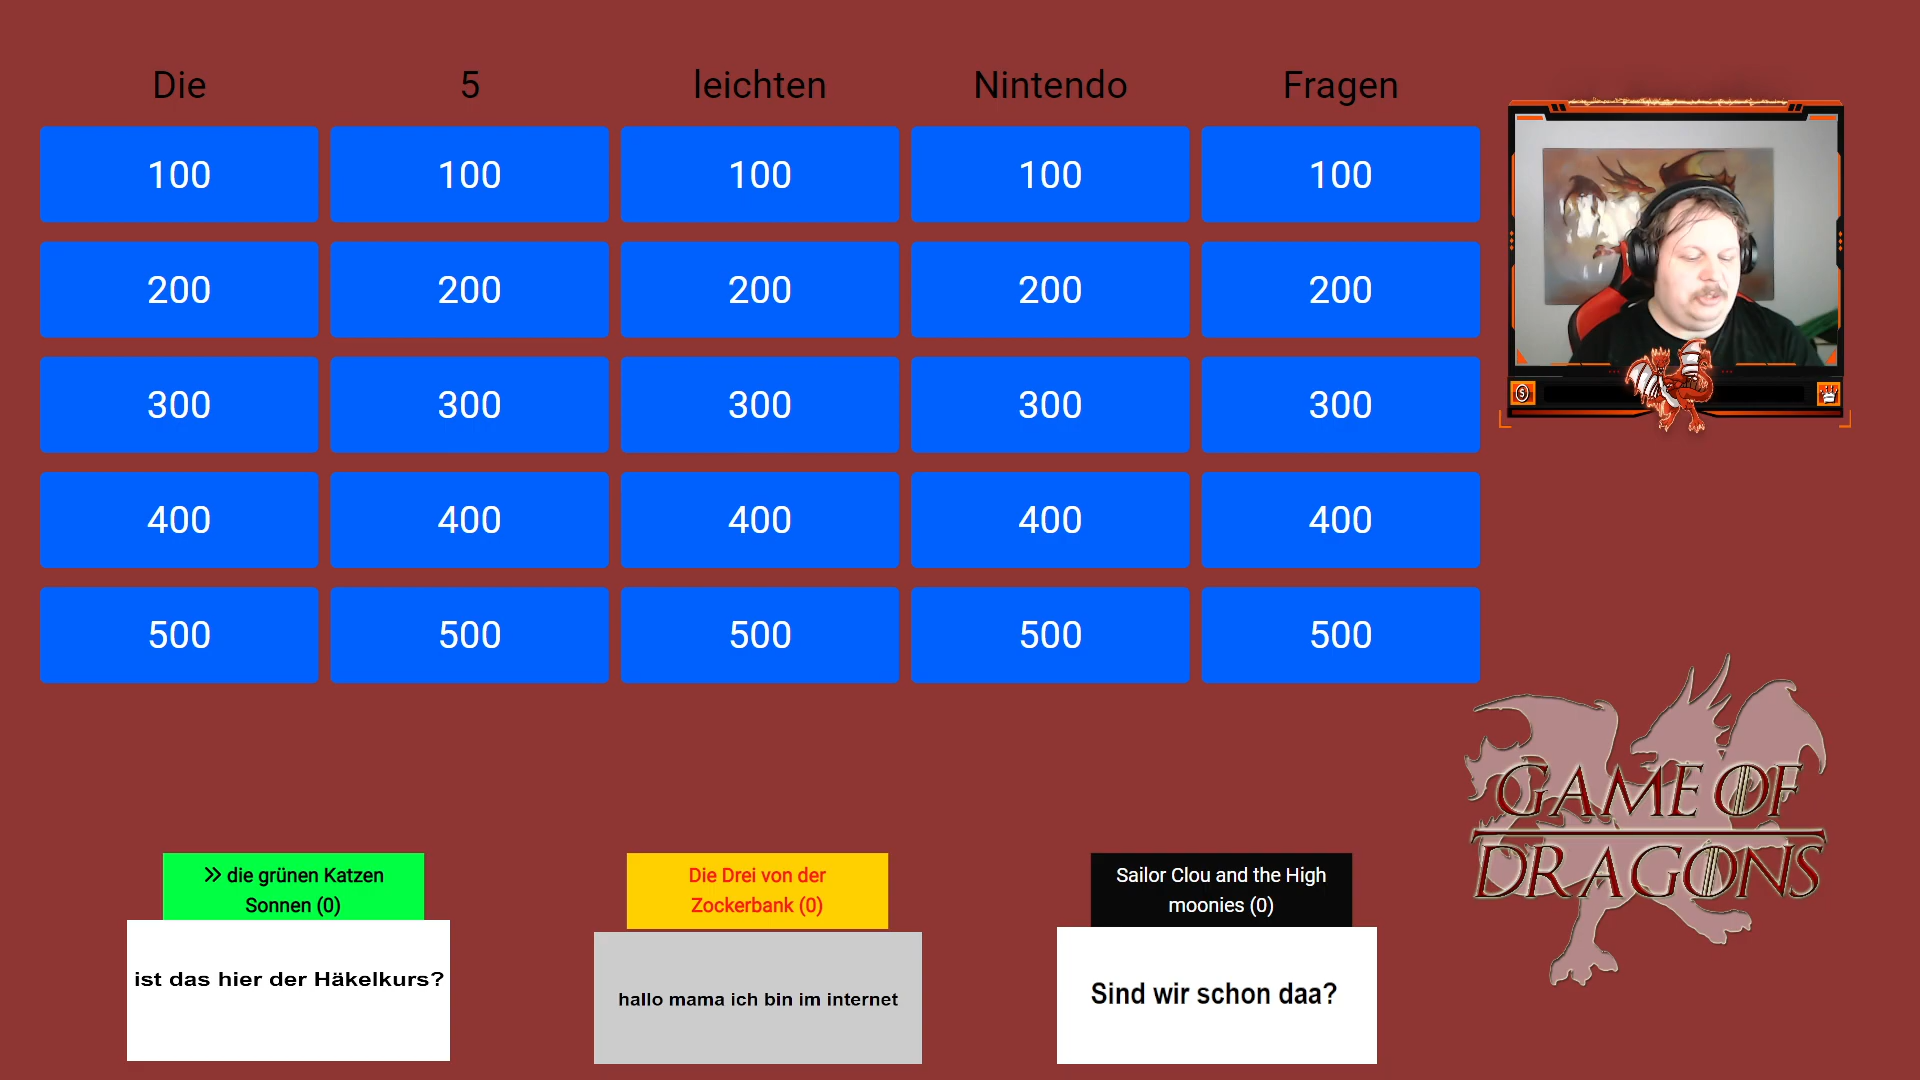 Die 5 leichten Nintendo Fragen
100 100 100 100 100
200 200 200 200 200
300 300 300 300 300
400 400 400 400 400
500 500 500 500 500
GAME OF
DRAGONS
die grünen Katzen
Sonnen (0)
Die Drei von der
Zockerbank (0)
Sailor Clou and the High
moonies (0)
ist das hier der Häkelkurs?
hallo mama ich bin im internet
Sind wir schon daa?